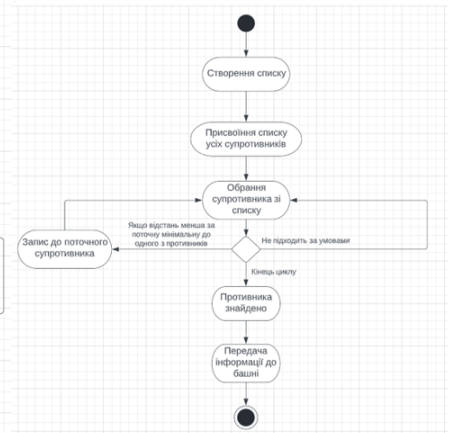 Створення списку
Присвоїння списку
усіх супротивників
Обрання
супротивника зі
списку
Якщо відстань менша за
поточну мінімальну до
одного з противників
Не підходить за умовами
Запис до поточного
супротивника
Кінець циклу
Противника
знайдено
Передача
інформації до
башні